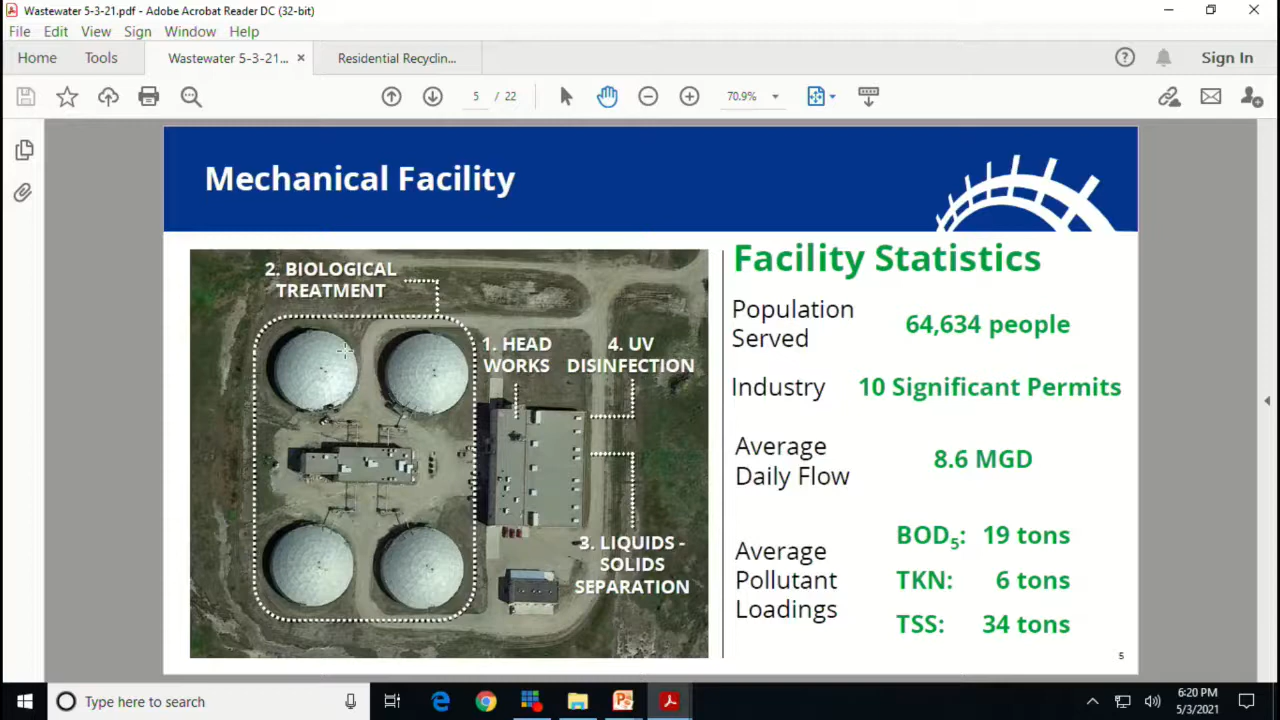 Wastewater 5-3-21.pdf - Adobe Acrobat Reader DC (32-bit)
File Edit View Sign Window Help
Home Tools Wastewater 5-3-21... × Residential Recyclin... Sign In
5 / 22 70.9%
Mechanical Facility
2. BIOLOGICAL
TREATMENT
1. HEAD
WORKS
4. UV
DISINFECTION
3. LIQUIDS -
SOLIDS
SEPARATION
Facility Statistics
Population
Served
64,634 people
Industry 10 Significant Permits
Average
Daily Flow
8.6 MGD
Average
Pollutant
Loadings
BOD5: 19 tons
TKN: 6 tons
TSS: 34 tons
5
Type here to search
6:20 PM
5/3/2021